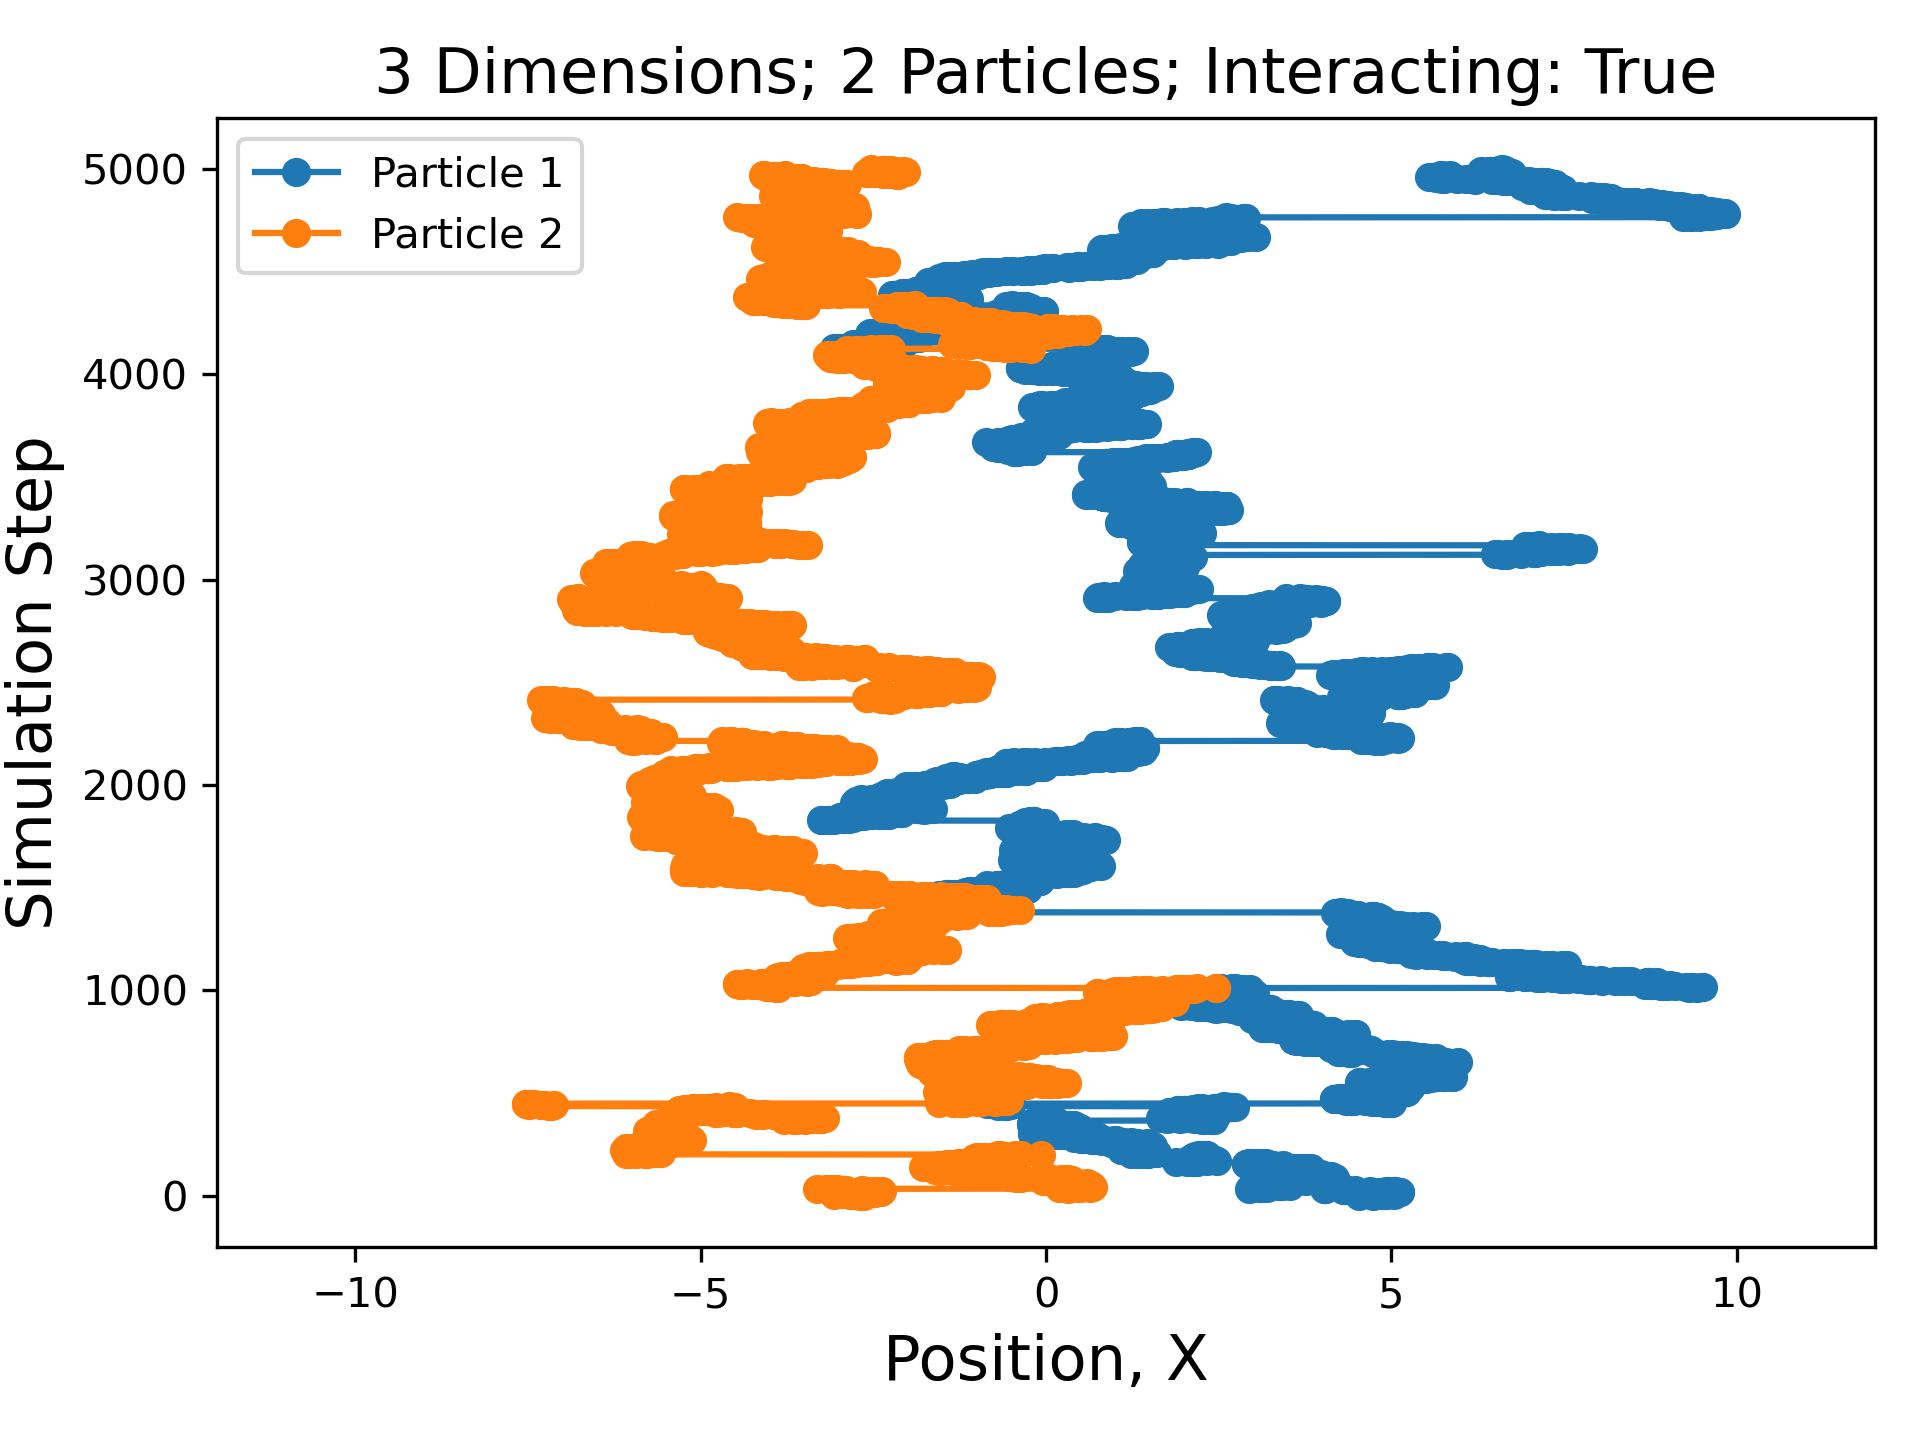 3 Dimensions; 2 Particles; Interacting: True
Particle 1
Particle 2
5000
4000
3000
2000
1000
0
Simulation Step
−10
−5
0
5
10
Position, X